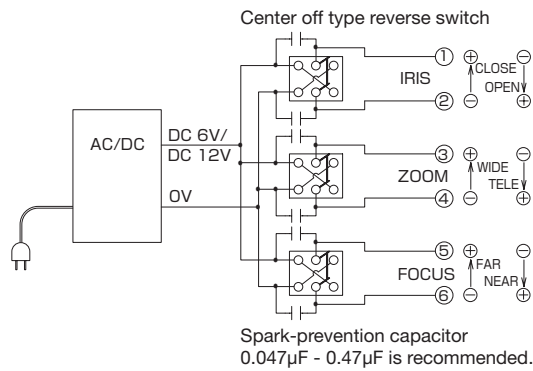 Center off type reverse switch
AC/DC
DC 6V/
DC 12V
0V
① ⊕ ⊖
IRIS
CLOSE
OPEN
② ⊖ ⊕
③ ⊕ ⊖
ZOOM
WIDE
TELE
④ ⊖ ⊕
⑤ ⊕ ⊖
FOCUS
FAR
NEAR
⑥ ⊖ ⊕
Spark-prevention capacitor
0.047μF - 0.47μF is recommended.